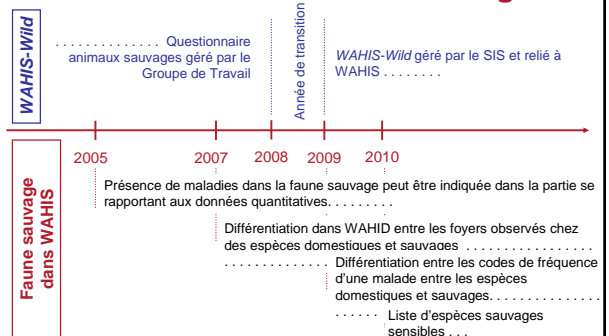 WAHIS-Wild
. . . . . . . . . . . . . Questionnaire
animaux sauvages géré par le
Groupe de Travail
Année de transition
WAHIS-Wild géré par le SIS et relié à
WAHIS . . . . . . . .
2005
2007
2008
2009
2010
Faune sauvage
dans WAHIS
Présence de maladies dans la faune sauvage peut être indiquée dans la partie se
rapportant aux données quantitatives. . . . . . . . .
Différentiation dans WAHID entre les foyers observés chez
des espèces domestiques et sauvages . . . . . . . . . . . . . . . . .
. . . . . . . . . . . . . . Différentiation entre les codes de fréquence
d'une malade entre les espèces
domestiques et sauvages. . . . . . . . . . . . . . .
. . . . . . Liste d'espèces sauvages
sensibles . . .